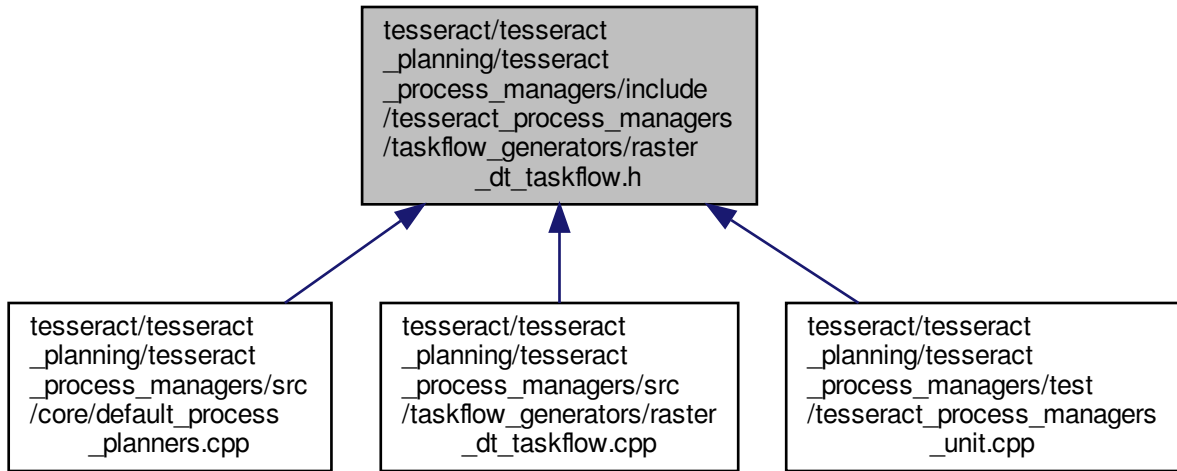 tesseract/tesseract
_planning/tesseract
_process_managers/include
/tesseract_process_managers
/taskflow_generators/raster
_dt_taskflow.h
tesseract/tesseract
_planning/tesseract
_process_managers/src
/core/default_process
_planners.cpp
tesseract/tesseract
_planning/tesseract
_process_managers/src
/taskflow_generators/raster
_dt_taskflow.cpp
tesseract/tesseract
_planning/tesseract
_process_managers/test
/tesseract_process_managers
_unit.cpp